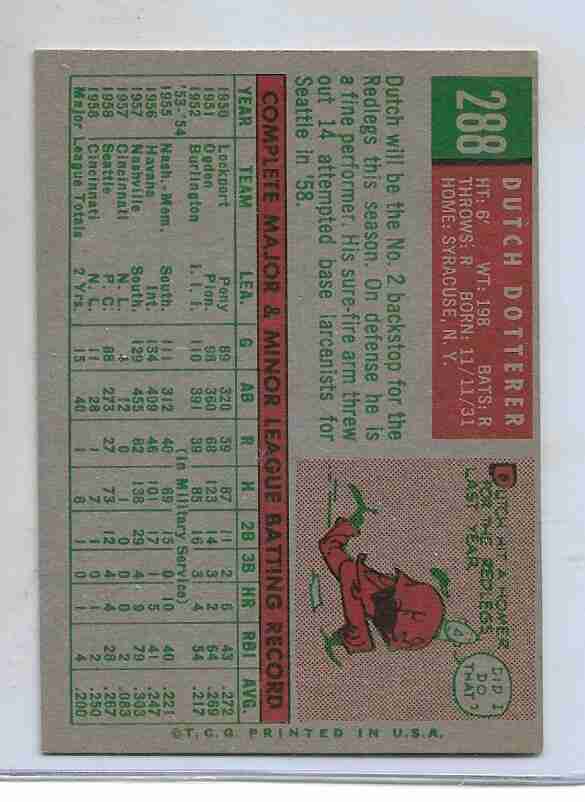 288
DUTCH DOTTERER
HT: 6' WT: 198 BATS: R
THROWS: R BORN: 11/11/31
HOME: SYRACUSE, N. Y.
Dutch will be the No. 2 backstop for the
Redlegs this season. On defense he is
a fine performer. His sure-fire arm threw
out 14 attempted base larcenists for
Seattle in '58.
DUTCH HIT A HOMER
FOR THE REDLEGS
LAST YEAR
DID I
DO
THAT?
COMPLETE MAJOR & MINOR LEAGUE BATTING RECORD
YEAR TEAM LEA. G AB R H 2B 3B HR RBI AVG.
1950 Lockport Pony 89 320 59 87 11 2 6 43 .272
1951 Ogden Pion. 98 360 68 123 14 3 2 64 .269
1952 Burlington I. I. I. 110 39 85 16 3 4 54 .217
'53-'54 (In Military Service)
1955 Nash.-Mem. South. 111 312 40 69 15 0 10 40 .221
1956 Havana Int. 134 409 46 101 17 1 5 41 .247
1957 Nashville South. 129 455 82 138 29 4 9 79 .303
1957 Cincinnati N. L. 4 12 0 1 0 0 0 2 .083
1958 Seattle P. C. 88 273 27 73 11 1 3 45 .267
1958 Cincinnati N. L. 11 28 1 7 1 0 1 2 .250
Major League Totals 2 Yrs. 15 40 1 8 1 0 1 4 .200
©T.C.G. PRINTED IN U.S.A.